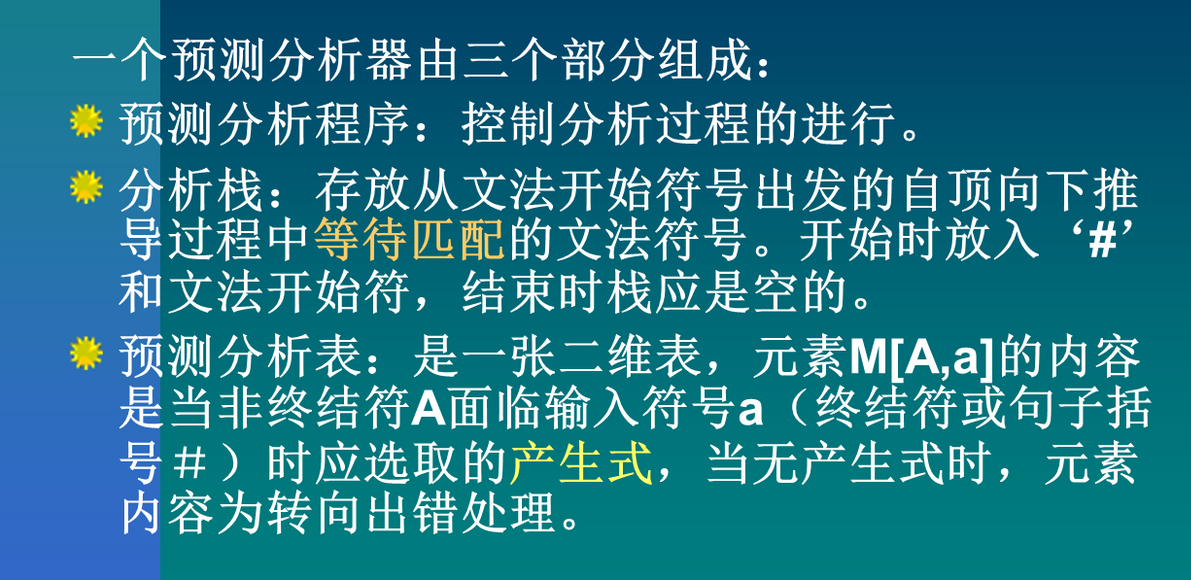 一个预测分析器由三个部分组成：
预测分析程序：控制分析过程的进行。
分析栈：存放从文法开始符号出发的自顶向下推
导过程中等待匹配的文法符号。开始时放入‘#’
和文法开始符，结束时栈应是空的。
预测分析表：是一张二维表，元素M[A,a]的内容
是当非终结符A面临输入符号a（终结符或句子括
号＃）时应选取的产生式，当无产生式时，元素
内容为转向出错处理。